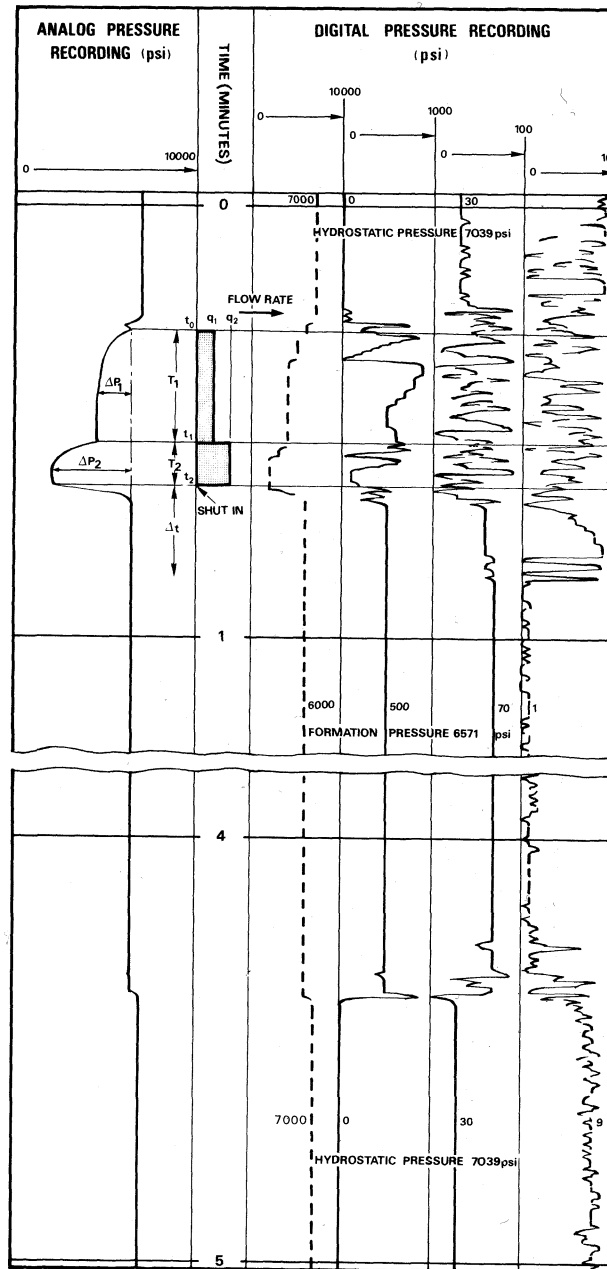 ANALOG PRESSURE
RECORDING (psi)
TIME (MINUTES)
DIGITAL PRESSURE RECORDING
(psi)
0 10000
0 10000
0 1000
0 100
0 10
0
7000 0 30
HYDROSTATIC PRESSURE 7039 psi
FLOW RATE
t0 q1 q2
ΔP1 T1
t1
ΔP2 T2
t2
SHUT IN
Δt
1
6000 500 70 1
FORMATION PRESSURE 6571 psi
4
7000 0 30 9
HYDROSTATIC PRESSURE 7039 psi
5